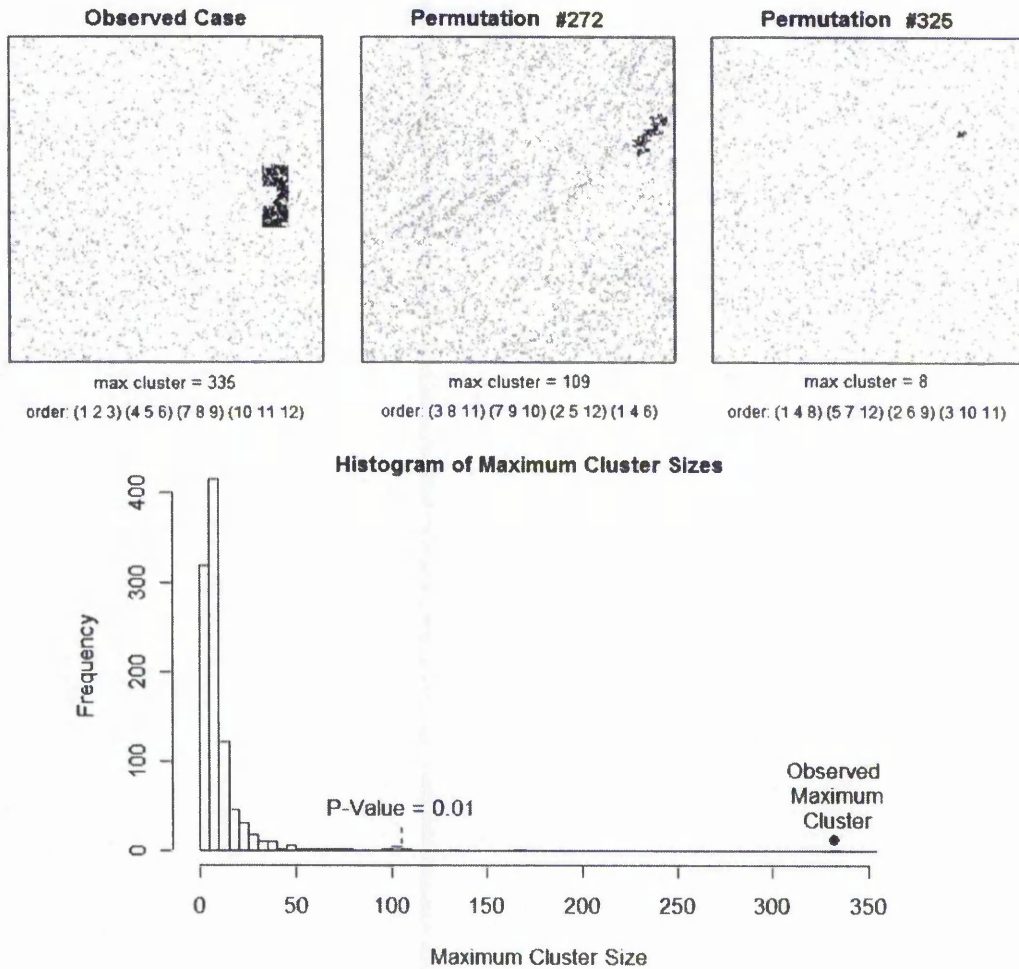 Observed Case
Permutation #272
Permutation #325
max cluster = 335
max cluster = 109
max cluster = 8
order: (1 2 3) (4 5 6) (7 8 9) (10 11 12)
order: (3 8 11) (7 9 10) (2 5 12) (1 4 6)
order: (1 4 8) (5 7 12) (2 6 9) (3 10 11)
Histogram of Maximum Cluster Sizes
Frequency
400
300
200
100
0
P-Value = 0.01
Observed
Maximum
Cluster
0 50 100 150 200 250 300 350
Maximum Cluster Size